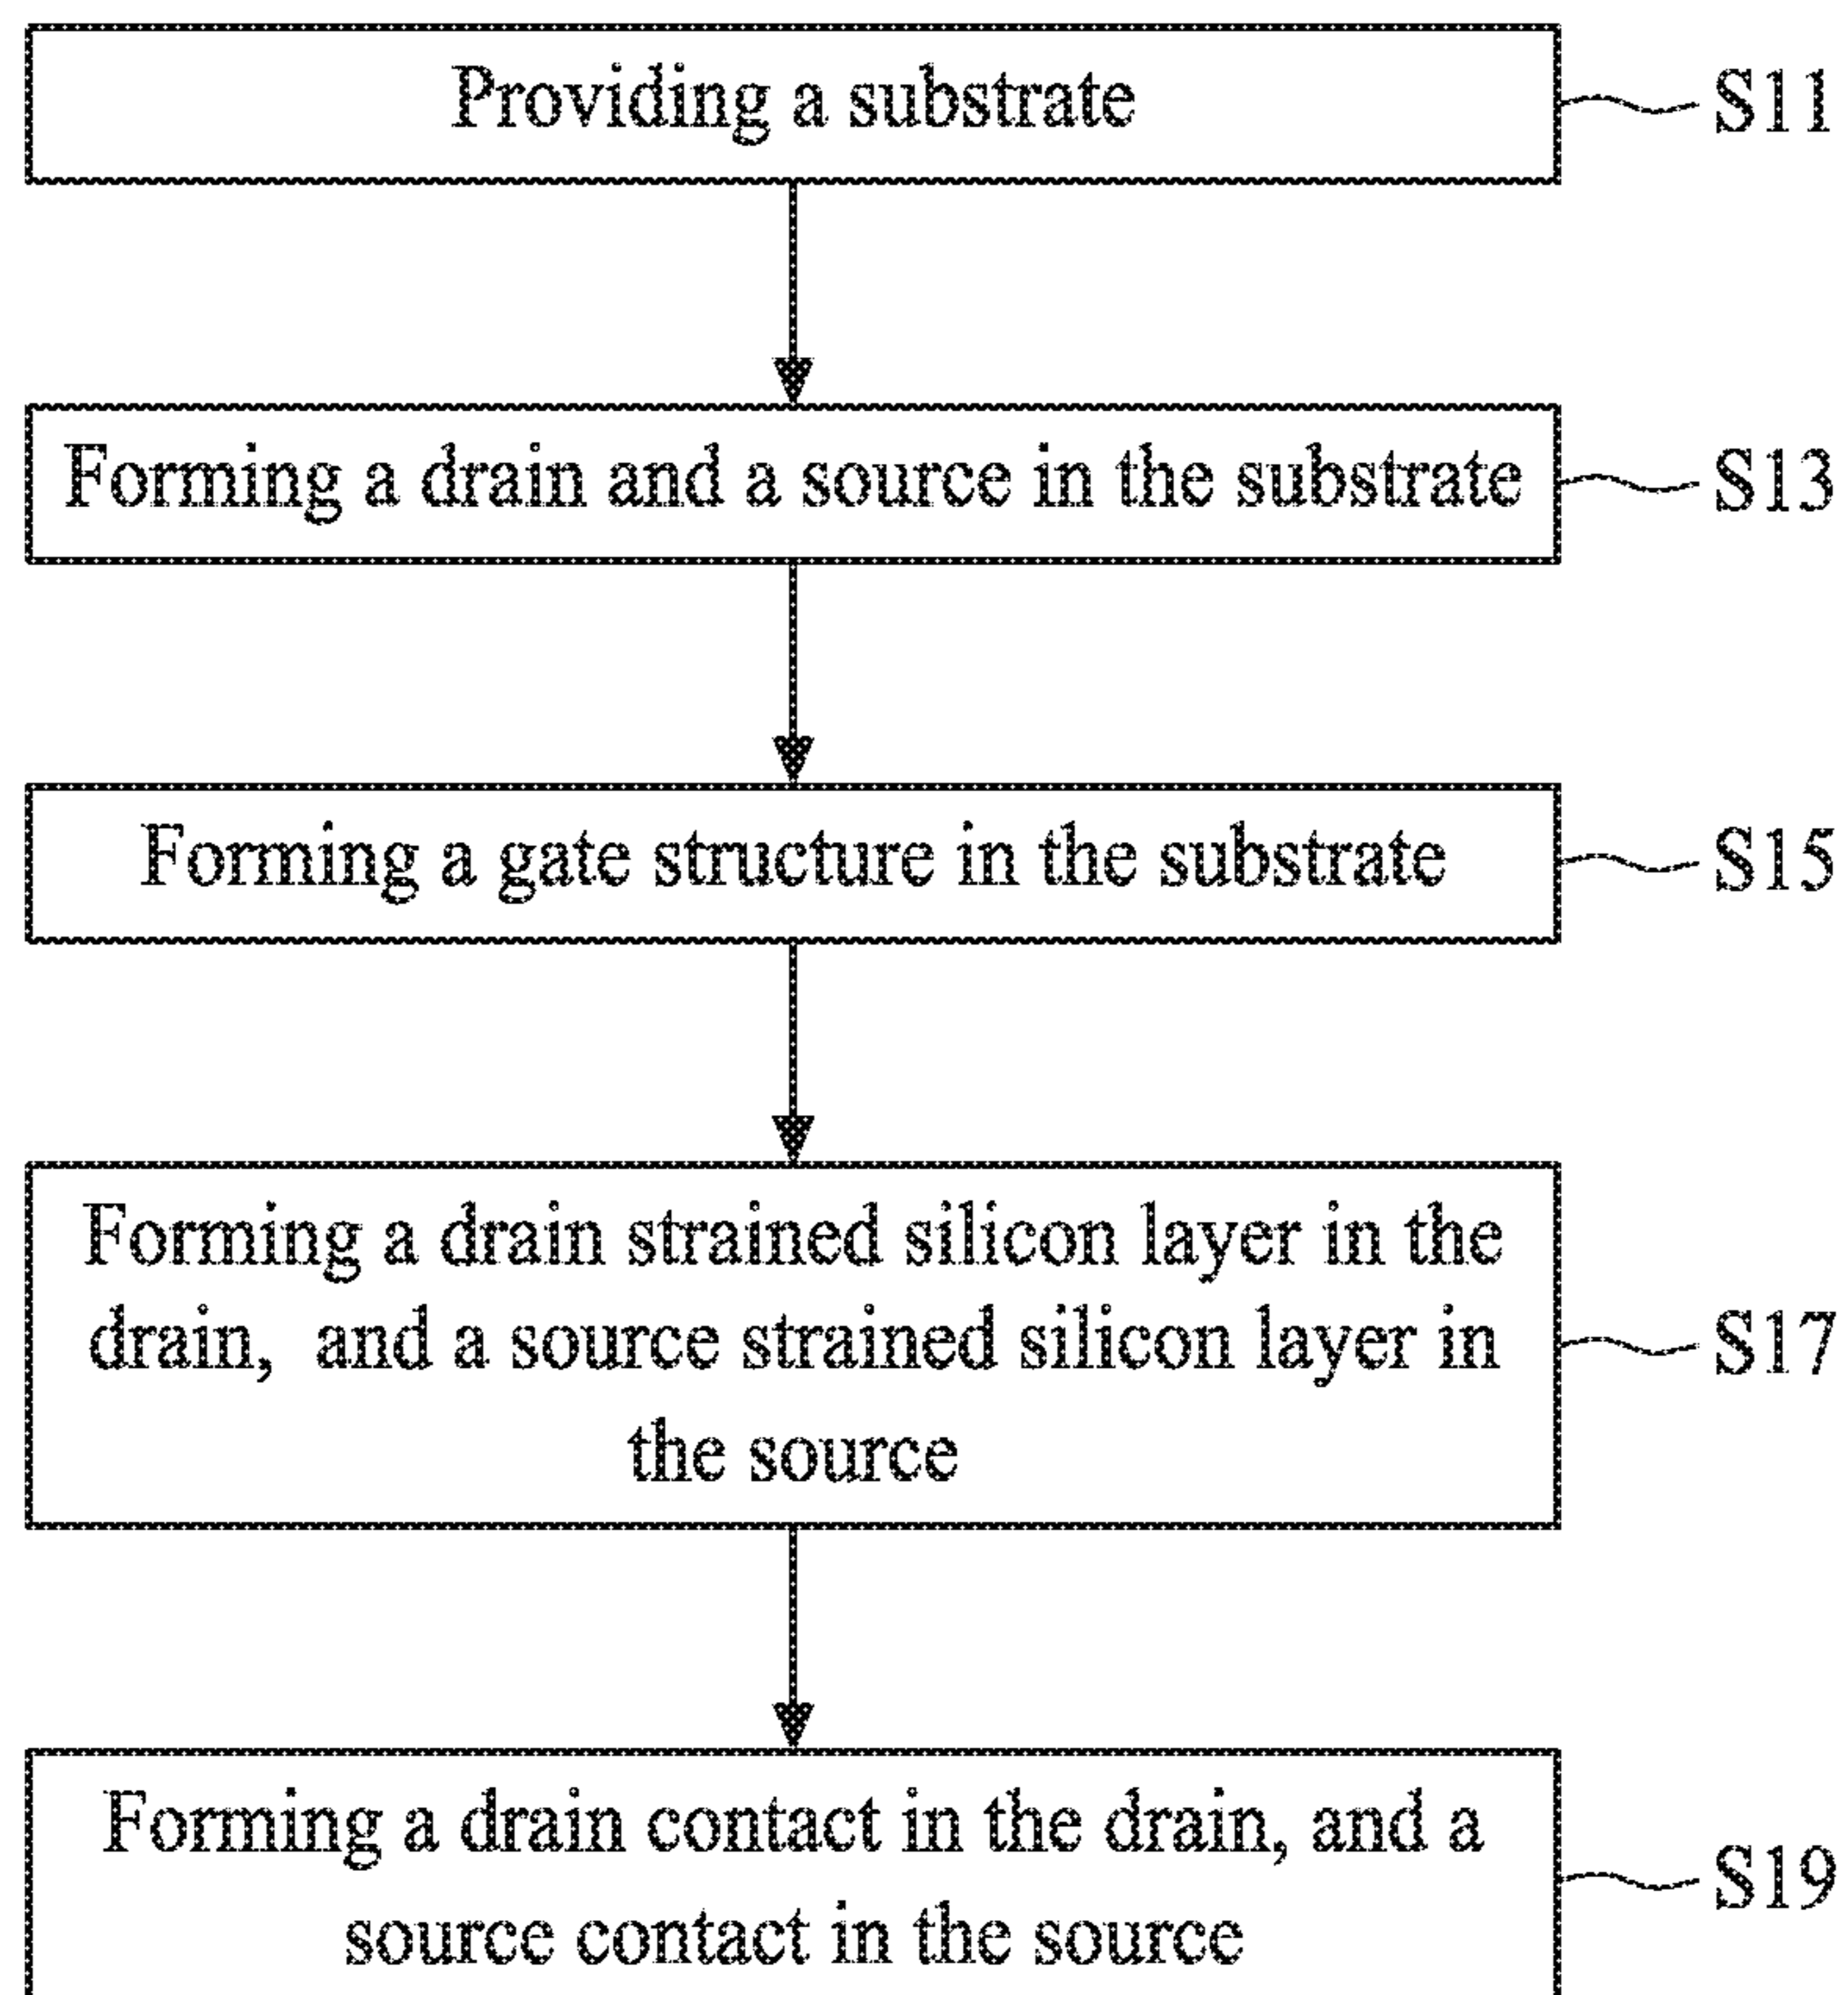 Providing a substrate
S11
Forming a drain and a source in the substrate
S13
Forming a gate structure in the substrate
S15
Forming a drain strained silicon layer in the
drain, and a source strained silicon layer in
the source
S17
Forming a drain contact in the drain, and a
source contact in the source
S19